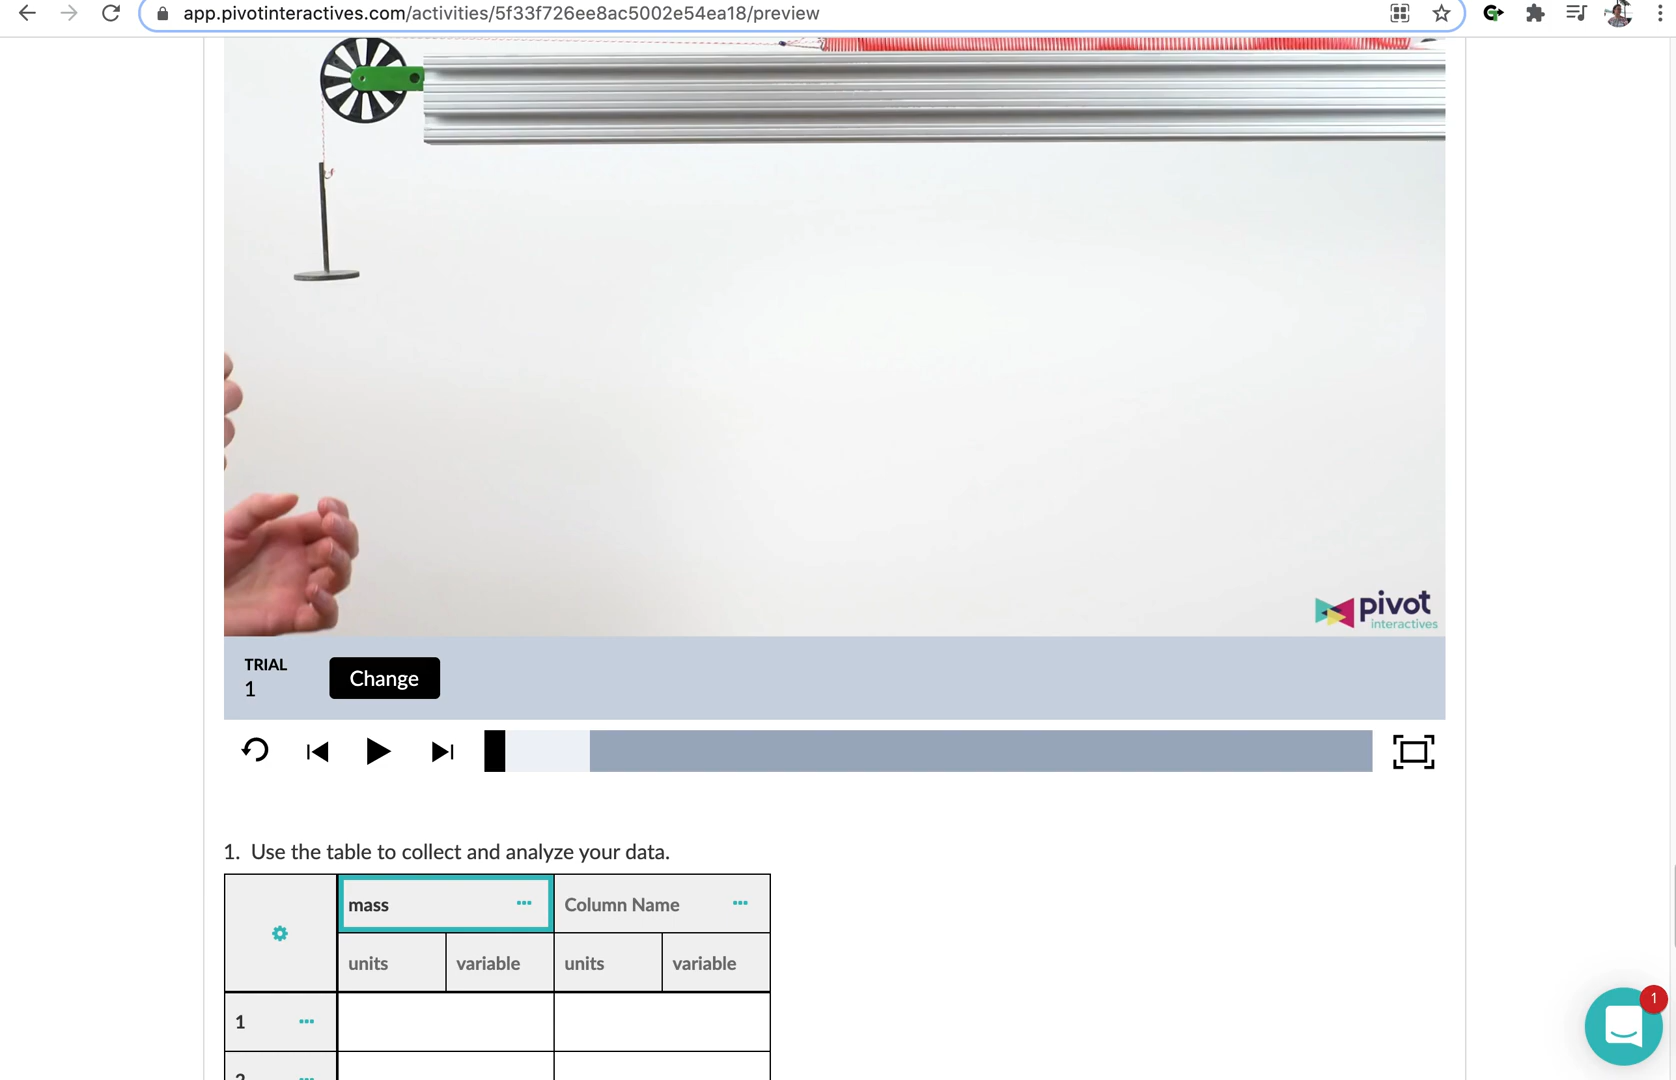 app.pivotinteractives.com/activities/5f33f726ee8ac5002e54ea18/preview
pivot
interactives
TRIAL
1
Change
1. Use the table to collect and analyze your data.
mass
Column Name
units variable units variable
1
2
1